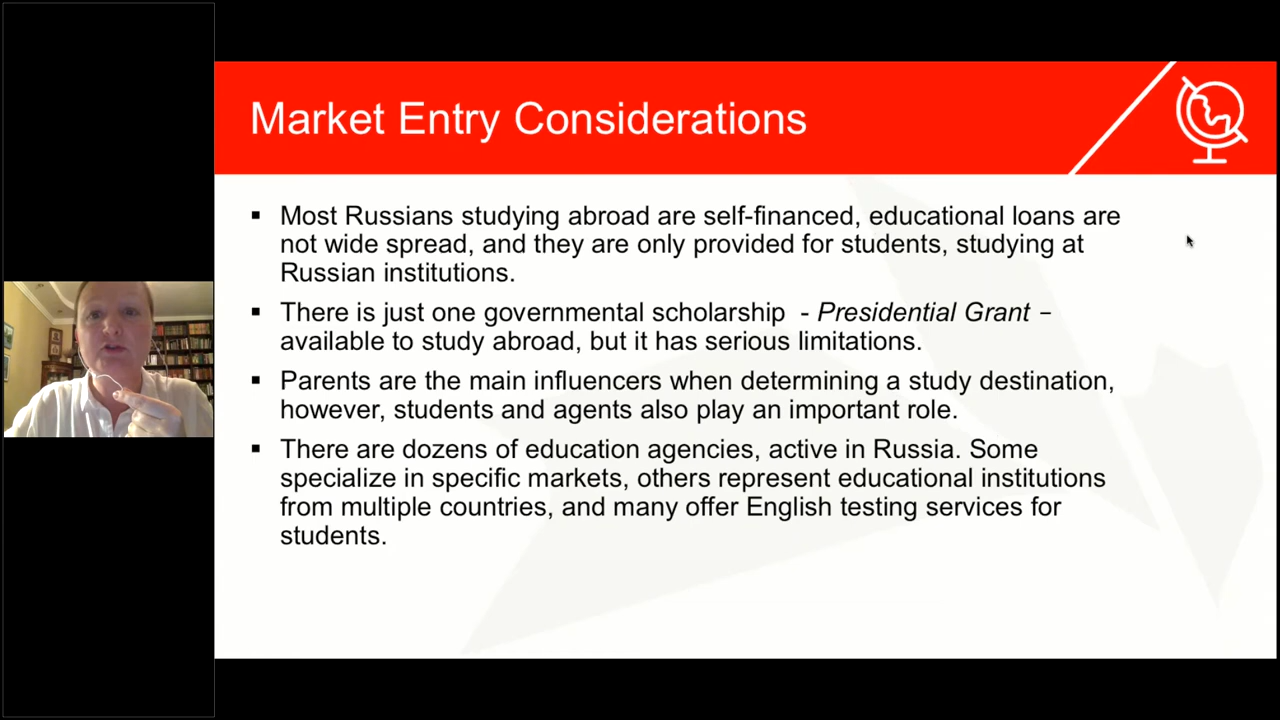 Market Entry Considerations
▪ Most Russians studying abroad are self-financed, educational loans are
not wide spread, and they are only provided for students, studying at
Russian institutions.
▪ There is just one governmental scholarship - Presidential Grant –
available to study abroad, but it has serious limitations.
▪ Parents are the main influencers when determining a study destination,
however, students and agents also play an important role.
▪ There are dozens of education agencies, active in Russia. Some
specialize in specific markets, others represent educational institutions
from multiple countries, and many offer English testing services for
students.